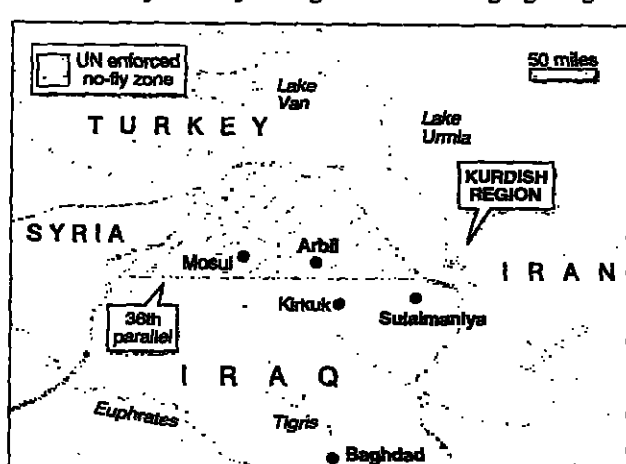 UN enforced
no-fly zone
50 miles
Lake
Van
TURKEY
Lake
Urmia
KURDISH
REGION
SYRIA
Mosul
Arbil
IRAN
36th
parallel
Kirkuk
Sulaimaniya
IRAQ
Euphrates
Tigris
Baghdad